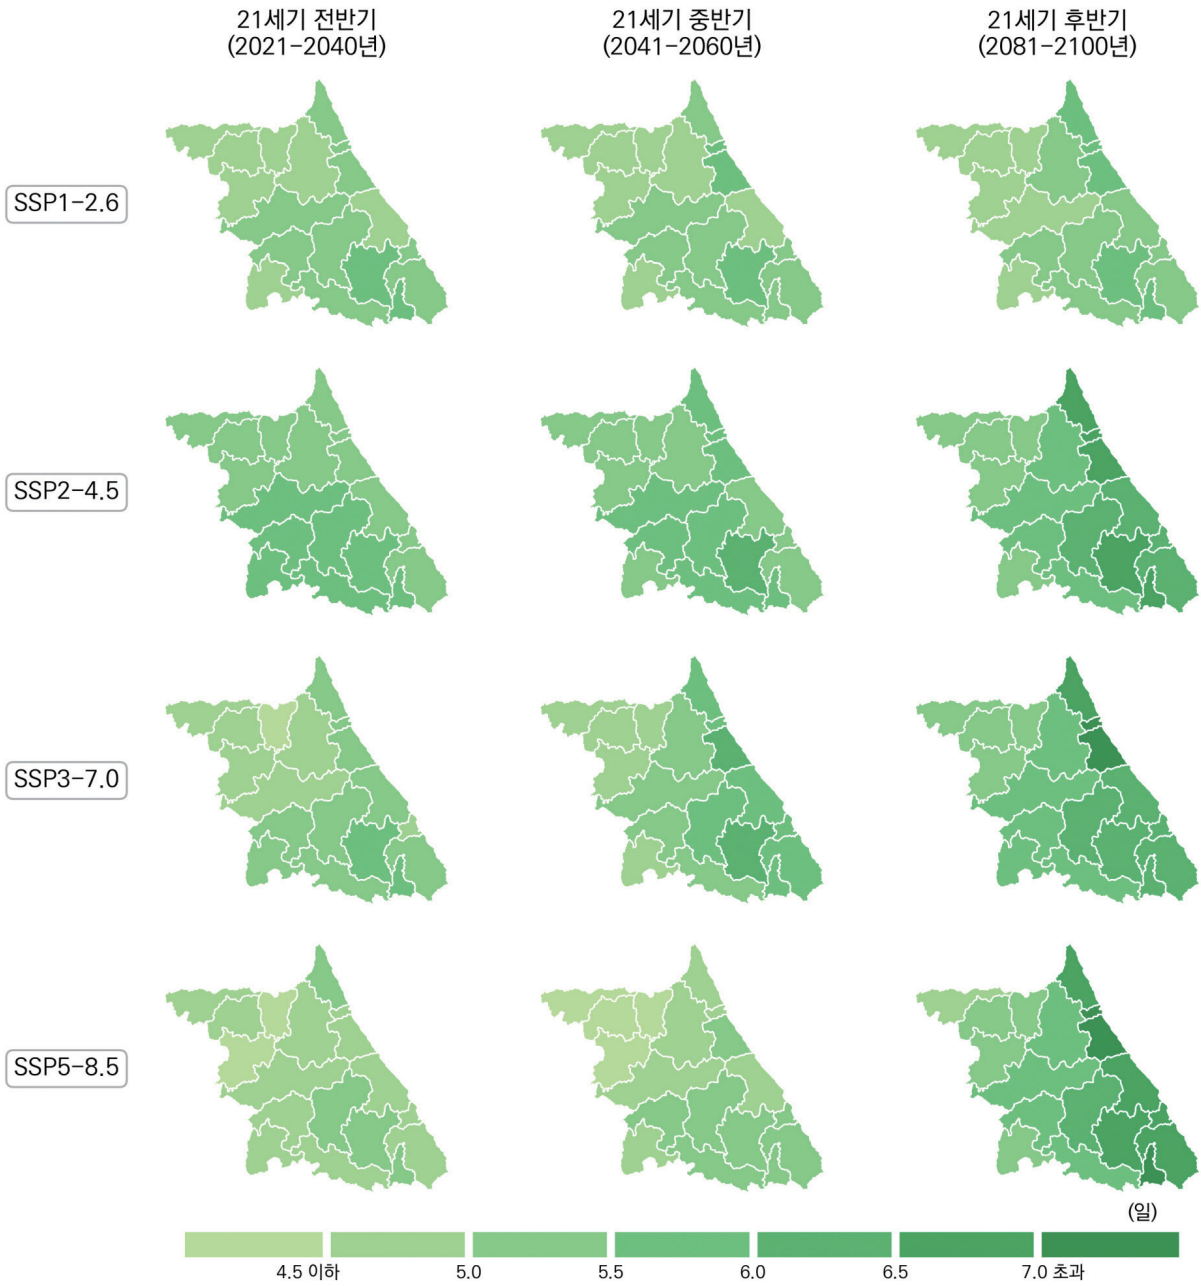 21세기 전반기
(2021-2040년)
21세기 중반기
(2041-2060년)
21세기 후반기
(2081-2100년)
SSP1-2.6
SSP2-4.5
SSP3-7.0
SSP5-8.5
(일)
4.5 이하
5.0
5.5
6.0
6.5
7.0 초과